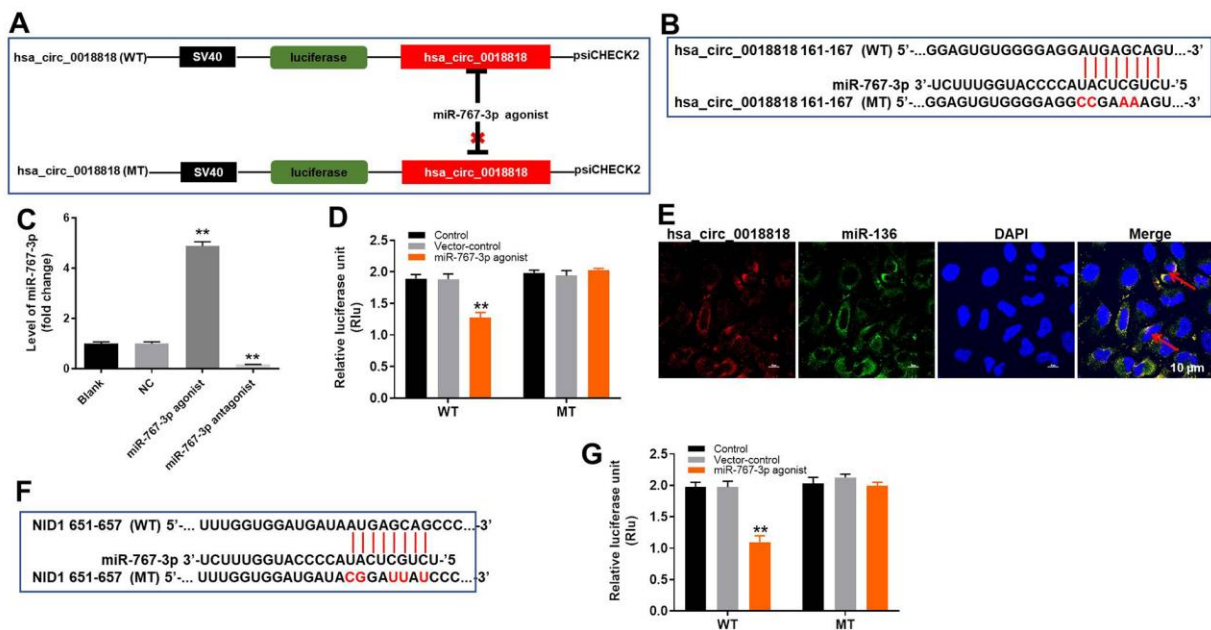 A
hsa_circ_0018818 (WT) SV40 luciferase hsa_circ_0018818 psiCHECK2
miR-767-3p agonist
hsa_circ_0018818 (MT) SV40 luciferase hsa_circ_0018818 psiCHECK2
B
hsa_circ_0018818 161-167 (WT) 5'-... GGAGUGUGGGGAGGAUGAGCAGU...-3'
miR-767-3p 3'-UCUUUGGUACCCCAUACUCGUCU-'5
hsa_circ_0018818 161-167 (MT) 5'-... GGAGUGUGGGGAGGCCGAAAAGU...-3'
C
Level of miR-767-3p
(fold change)
6
4
2
0
**
**
Blank
NC
miR-767-3p agonist
miR-767-3p antagonist
D
Control
Vector-control
miR-767-3p agonist
Relative luciferase unit
(Rlu)
2.5
2.0
1.5
1.0
0.5
0.0
**
WT MT
E
hsa_circ_0018818 miR-136 DAPI Merge
10 μm
F
NID1 651-657 (WT) 5'-... UUUGGUGGAUGAUAAUGAGCAGCCC...-3'
miR-767-3p 3'-UCUUUGGUACCCCAUACUCGUCU-'5
NID1 651-657 (MT) 5'-... UUUGGUGGAUGAUACGGAUUAUCCC...-3'
G
Control
Vector-control
miR-767-3p agonist
Relative luciferase unit
(Rlu)
2.5
2.0
1.5
1.0
0.5
0.0
**
WT MT